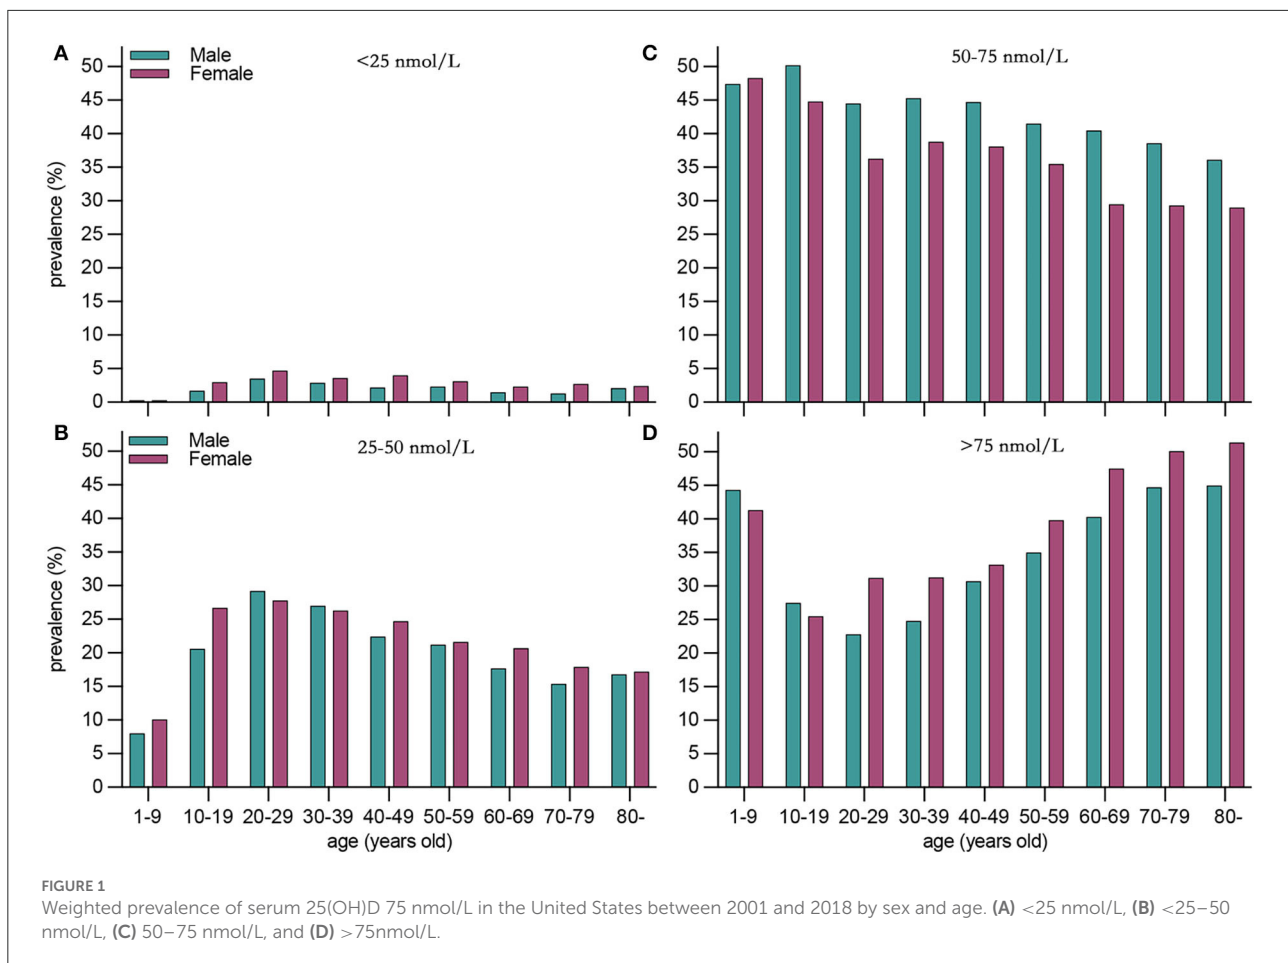 A
Male
Female
<25 nmol/L
50
45
40
35
30
25
20
15
10
5
0
prevalence (%)
C
50-75 nmol/L
50
45
40
35
30
25
20
15
10
5
0
B
Male
Female
25-50 nmol/L
50
45
40
35
30
25
20
15
10
5
0
prevalence (%)
1-9 10-19 20-29 30-39 40-49 50-59 60-69 70-79 80-
age (years old)
D
>75 nmol/L
50
45
40
35
30
25
20
15
10
5
0
1-9 10-19 20-29 30-39 40-49 50-59 60-69 70-79 80-
age (years old)
FIGURE 1
Weighted prevalence of serum 25(OH)D 75 nmol/L in the United States between 2001 and 2018 by sex and age. (A) <25 nmol/L, (B) <25–50
nmol/L, (C) 50–75 nmol/L, and (D) >75nmol/L.